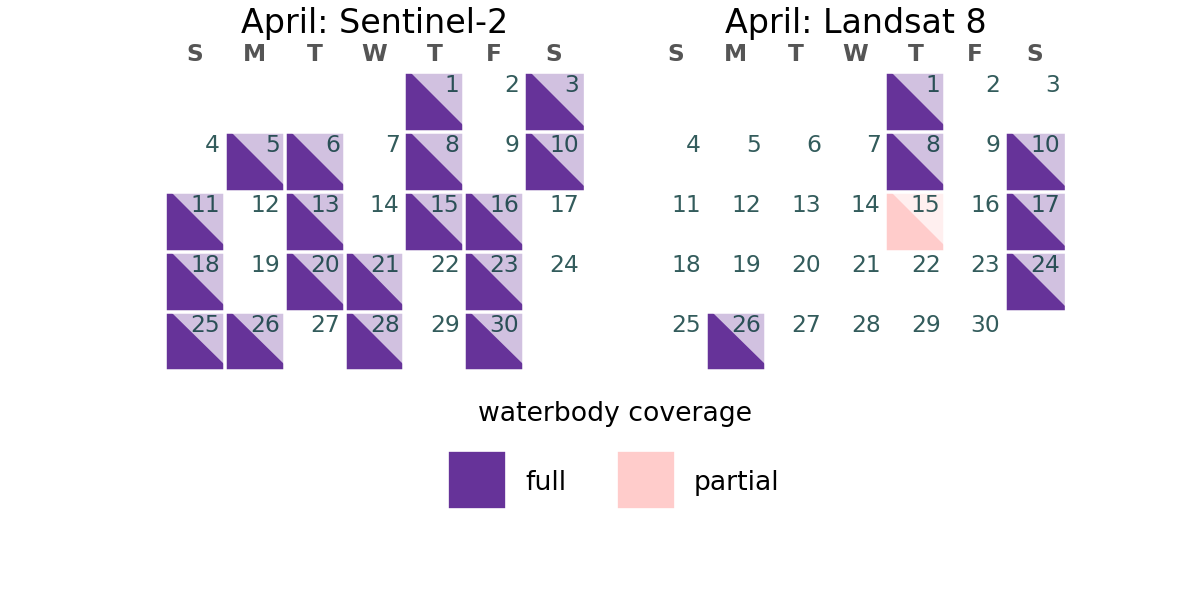 April: Sentinel-2
S M T W T F S
1 2 3
4 5 6 7 8 9 10
11 12 13 14 15 16 17
18 19 20 21 22 23 24
25 26 27 28 29 30
April: Landsat 8
S M T W T F S
1 2 3
4 5 6 7 8 9 10
11 12 13 14 15 16 17
18 19 20 21 22 23 24
25 26 27 28 29 30
waterbody coverage
full
partial